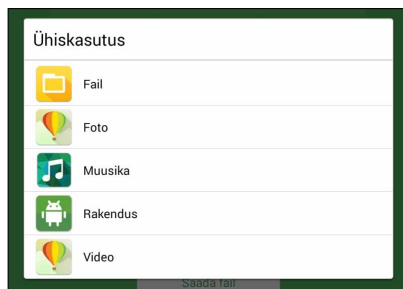 Ühiskasutus
Fail
Foto
Muusika
Rakendus
Video
Saada fail